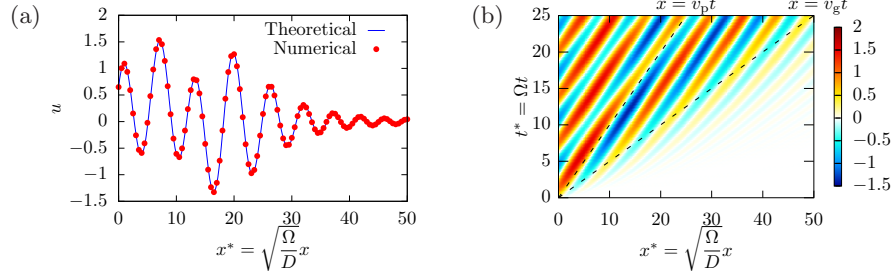 (a)
2
1.5
1
0.5
0
−0.5
−1
−1.5
u
0 10 20 30 40 50
x* = √(Ω/D) x
Theoretical
Numerical
(b)
x = vₚt
x = v_gt
25
20
15
10
5
0
t* = Ωt
0 10 20 30 40 50
x* = √(Ω/D) x
2
1.5
1
0.5
0
−0.5
−1
−1.5